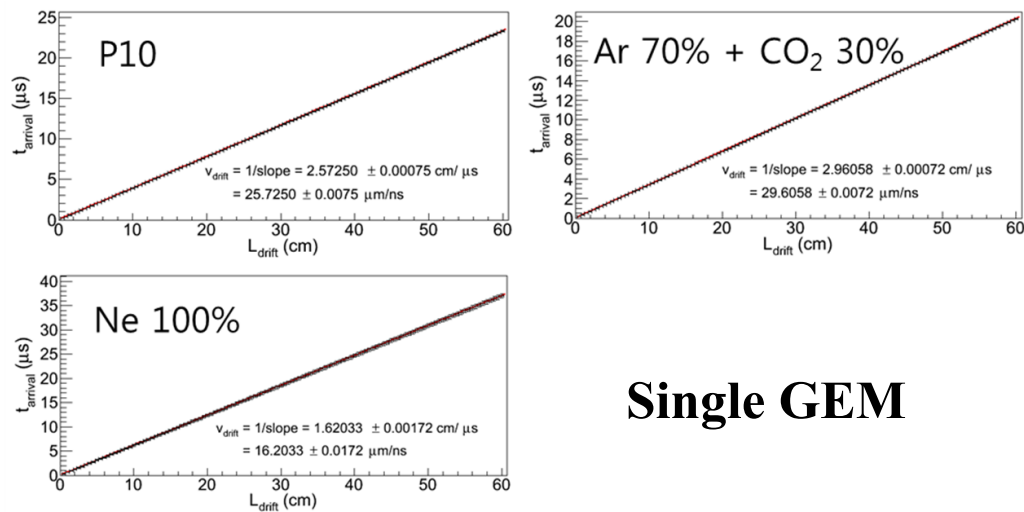 P10
25
20
15
10
5
0
t_arrival (μs)
v_drift = 1/slope = 2.57250 ± 0.00075 cm/ μs
= 25.7250 ± 0.0075 μm/ns
0 10 20 30 40 50 60
L_drift (cm)
Ar 70% + CO₂ 30%
20
18
16
14
12
10
8
6
4
2
0
t_arrival (μs)
v_drift = 1/slope = 2.96058 ± 0.00072 cm/ μs
= 29.6058 ± 0.0072 μm/ns
0 10 20 30 40 50 60
L_drift (cm)
Ne 100%
40
35
30
25
20
15
10
5
0
t_arrival (μs)
v_drift = 1/slope = 1.62033 ± 0.00172 cm/ μs
= 16.2033 ± 0.0172 μm/ns
0 10 20 30 40 50 60
L_drift (cm)
Single GEM